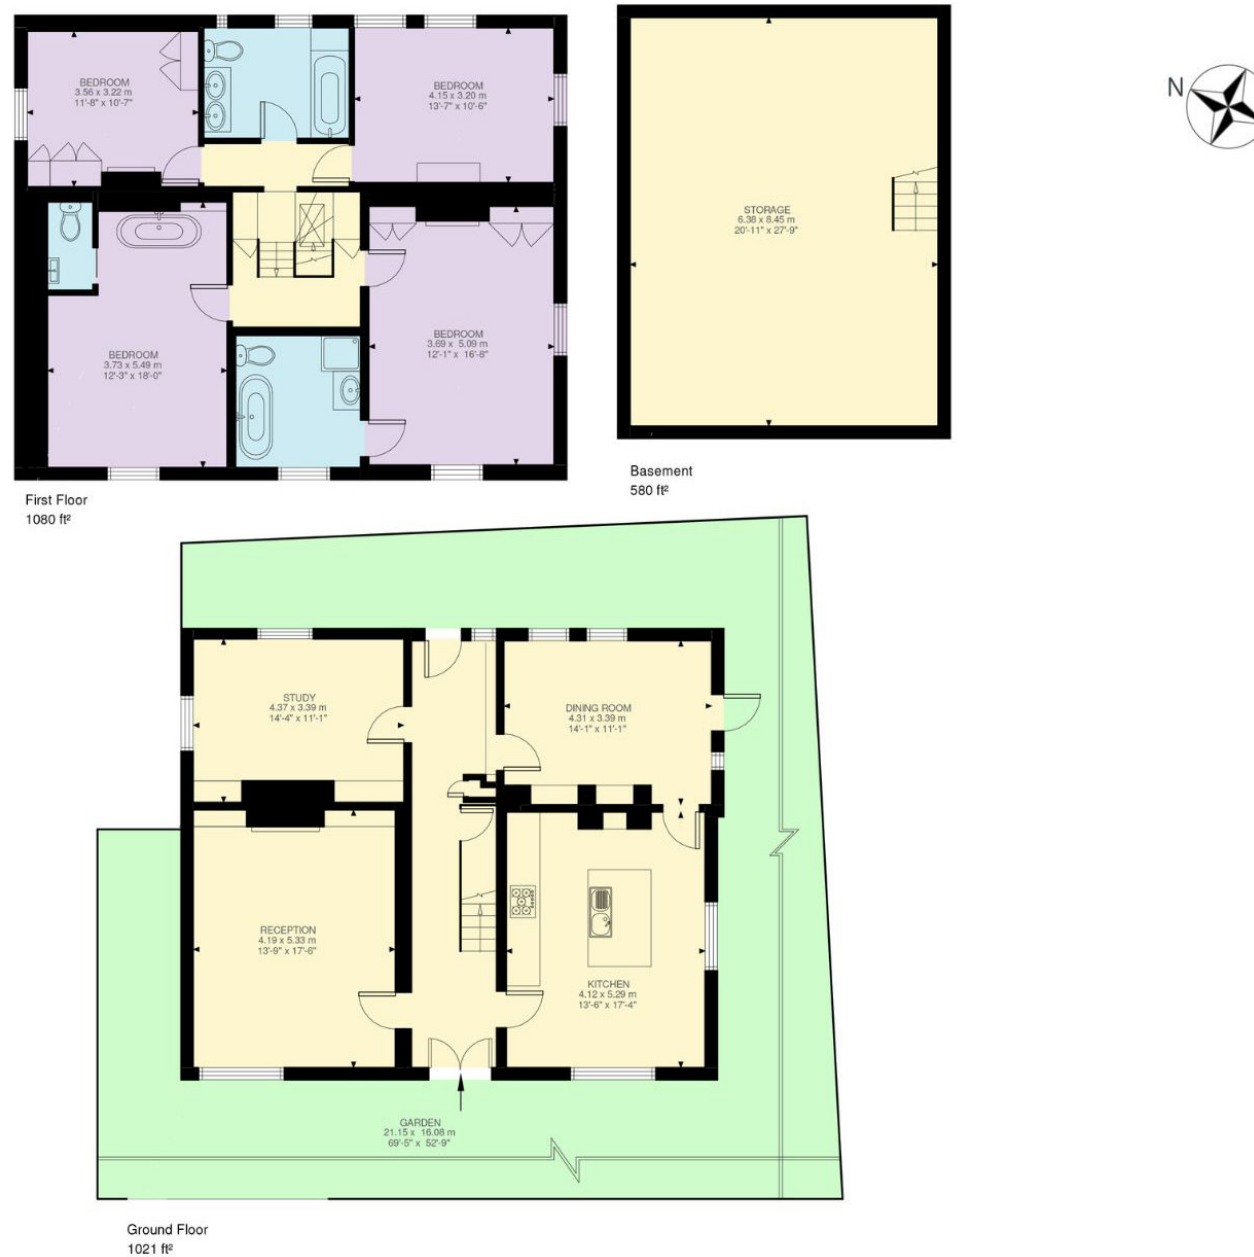 BEDROOM
3.56 x 3.22 m
11'-8" x 10'-7"
BEDROOM
4.15 x 3.20 m
13'-7" x 10'-6"
BEDROOM
3.73 x 5.49 m
12'-3" x 18'-0"
BEDROOM
3.69 x 5.09 m
12'-1" x 16'-8"
First Floor
1080 ft²
STORAGE
6.38 x 8.45 m
20'-11" x 27'-9"
Basement
580 ft²
N
STUDY
4.37 x 3.39 m
14'-4" x 11'-1"
DINING ROOM
4.31 x 3.39 m
14'-1" x 11'-1"
RECEPTION
4.19 x 5.33 m
13'-9" x 17'-6"
KITCHEN
4.12 x 5.29 m
13'-6" x 17'-4"
GARDEN
21.15 x 16.08 m
69'-5" x 52'-9"
Ground Floor
1021 ft²